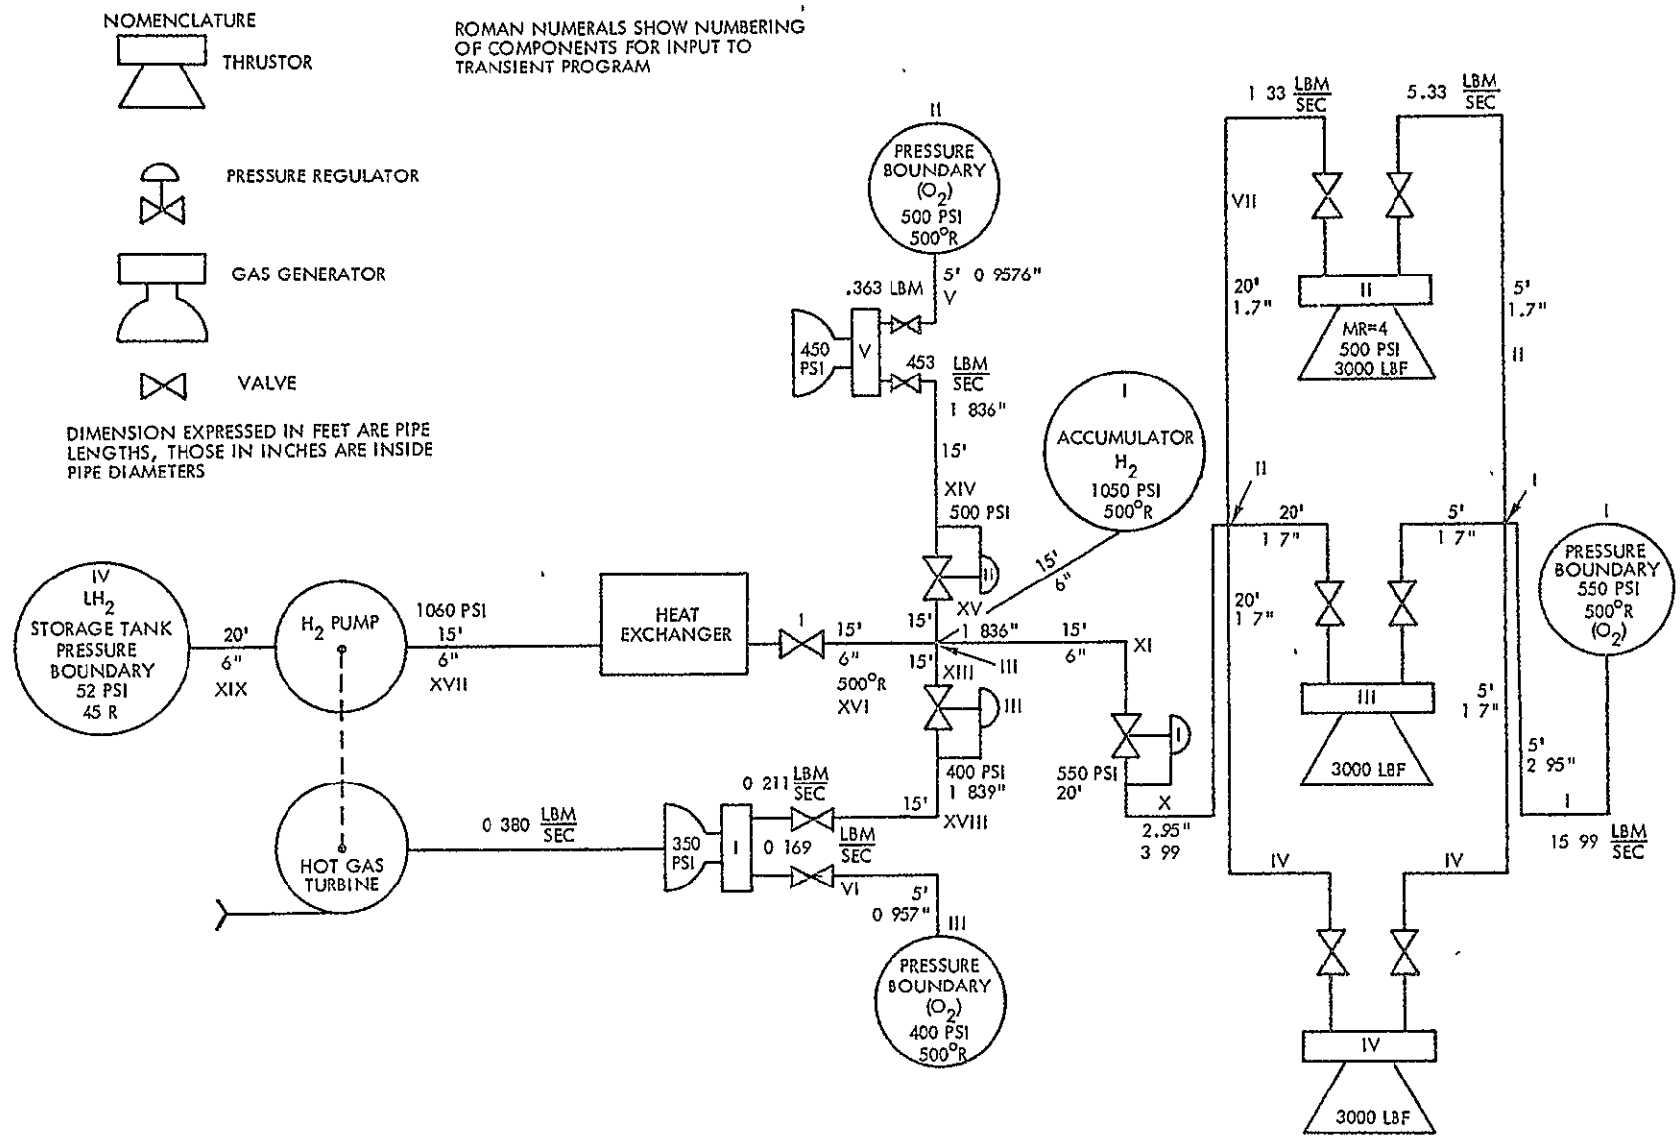 NOMENCLATURE
THRUSTOR
PRESSURE REGULATOR
GAS GENERATOR
VALVE
DIMENSION EXPRESSED IN FEET ARE PIPE
LENGTHS, THOSE IN INCHES ARE INSIDE
PIPE DIAMETERS
ROMAN NUMERALS SHOW NUMBERING
OF COMPONENTS FOR INPUT TO
TRANSIENT PROGRAM
II
PRESSURE
BOUNDARY
(O2)
500 PSI
500°R
5' 0 9576"
V
.363 LBM
450
PSI
V
.453 LBM
SEC
1 836"
15'
XIV
500 PSI
II
I
ACCUMULATOR
H2
1050 PSI
500°R
15'
6"
XV
15'
1 836"
IV
LH2
STORAGE TANK
PRESSURE
BOUNDARY
52 PSI
45 R
20'
6"
XIX
H2 PUMP
1060 PSI
15'
6"
XVII
HEAT
EXCHANGER
I
15'
6"
500°R
XVI
15'
XIII
III
15'
6"
XI
III
400 PSI
1 839"
15'
XVIII
I
550 PSI
20'
X
2.95"
3 99
HOT GAS
TURBINE
0 380 LBM
SEC
350
PSI
I
0 211 LBM
SEC
0 169 LBM
SEC
VI
5'
0 957"
III
PRESSURE
BOUNDARY
(O2)
400 PSI
500°R
1 33 LBM
SEC
5.33 LBM
SEC
VII
20'
1.7"
II
MR=4
500 PSI
3000 LBF
5'
1.7"
II
II
20'
1 7"
5'
1 7"
I
I
PRESSURE
BOUNDARY
550 PSI
500°R
(O2)
20'
1 7"
III
3000 LBF
5'
1 7"
5'
2 95"
I
15 99 LBM
SEC
IV
IV
IV
3000 LBF